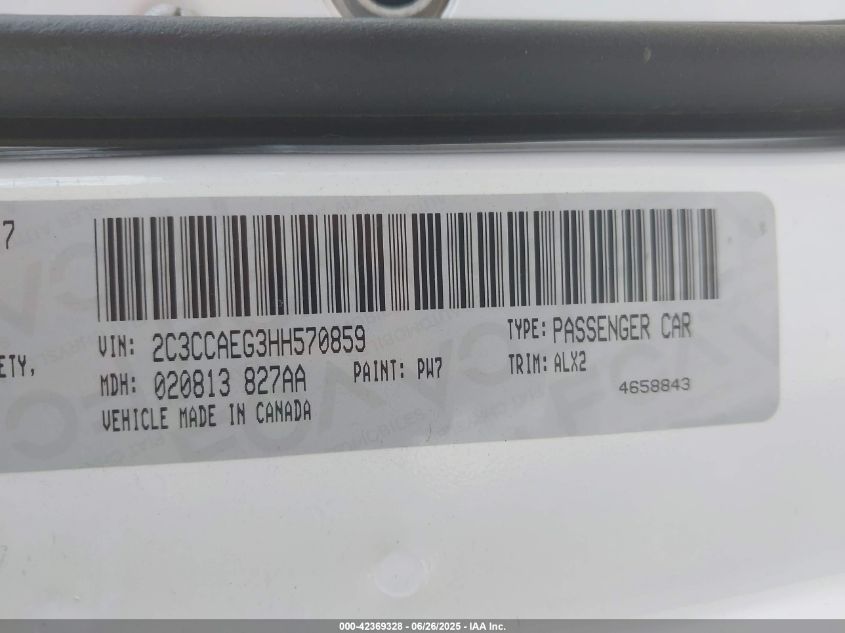 7
ETY,
VIN: 2C3CCAEG3HH570859
TYPE: PASSENGER CAR
MDH: 020813 827AA
PAINT: PW7
TRIM: ALX2
VEHICLE MADE IN CANADA
4658843
000-42369328 - 06/26/2025 - IAA Inc.